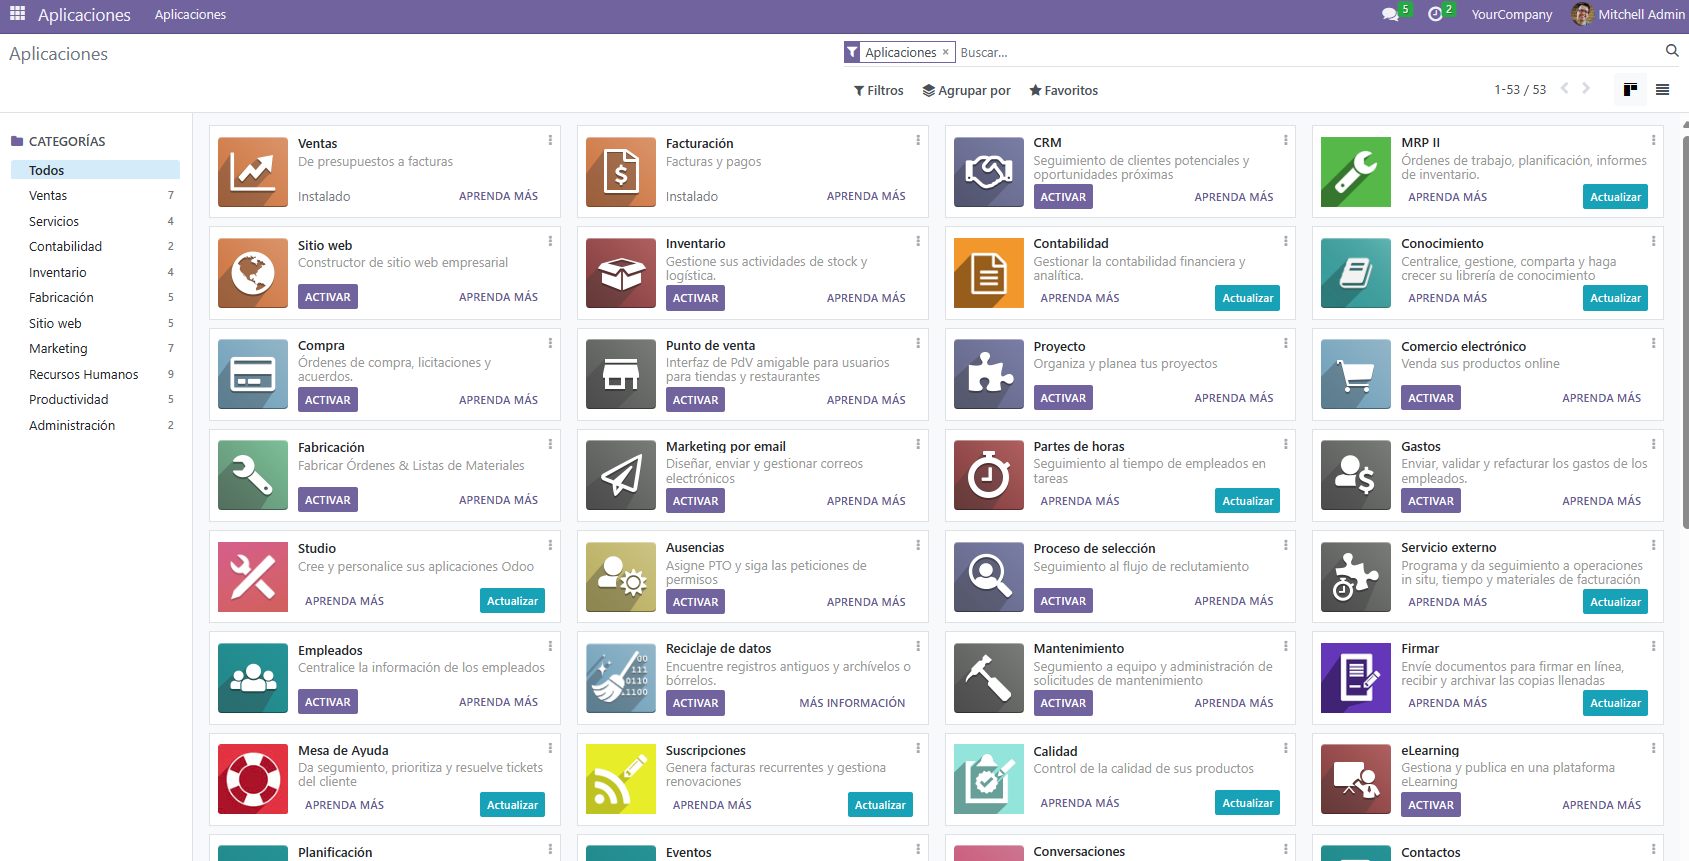 Aplicaciones
Aplicaciones
5
2
YourCompany
Mitchell Admin
Aplicaciones
Aplicaciones ×
Buscar...
Filtros
Agrupar por
Favoritos
1-53 / 53
CATEGORÍAS
Todos
Ventas 7
Servicios 4
Contabilidad 2
Inventario 4
Fabricación 5
Sitio web 5
Marketing 7
Recursos Humanos 9
Productividad 5
Administración 2
Ventas
De presupuestos a facturas
Instalado
APRENDA MÁS
Facturación
Facturas y pagos
Instalado
APRENDA MÁS
CRM
Seguimiento de clientes potenciales y
oportunidades próximas
ACTIVAR
APRENDA MÁS
MRP II
Órdenes de trabajo, planificación, informes
de inventario.
APRENDA MÁS
Actualizar
Sitio web
Constructor de sitio web empresarial
ACTIVAR
APRENDA MÁS
Inventario
Gestione sus actividades de stock y
logística.
ACTIVAR
APRENDA MÁS
Contabilidad
Gestionar la contabilidad financiera y
analítica.
APRENDA MÁS
Actualizar
Conocimiento
Centralice, gestione, comparta y haga
crecer su librería de conocimiento
APRENDA MÁS
Actualizar
Compra
Órdenes de compra, licitaciones y
acuerdos.
ACTIVAR
APRENDA MÁS
Punto de venta
Interfaz de PdV amigable para usuarios
para tiendas y restaurantes
ACTIVAR
APRENDA MÁS
Proyecto
Organiza y planea tus proyectos
ACTIVAR
APRENDA MÁS
Comercio electrónico
Venda sus productos online
ACTIVAR
APRENDA MÁS
Fabricación
Fabricar Órdenes & Listas de Materiales
ACTIVAR
APRENDA MÁS
Marketing por email
Diseñar, enviar y gestionar correos
electrónicos
ACTIVAR
APRENDA MÁS
Partes de horas
Seguimiento al tiempo de empleados en
tareas
APRENDA MÁS
Actualizar
Gastos
Enviar, validar y refacturar los gastos de los
empleados.
ACTIVAR
APRENDA MÁS
Studio
Cree y personalice sus aplicaciones Odoo
APRENDA MÁS
Actualizar
Ausencias
Asigne PTO y siga las peticiones de
permisos
ACTIVAR
APRENDA MÁS
Proceso de selección
Seguimiento al flujo de reclutamiento
ACTIVAR
APRENDA MÁS
Servicio externo
Programa y da seguimiento a operaciones
in situ, tiempo y materiales de facturación
APRENDA MÁS
Actualizar
Empleados
Centralice la información de los empleados
ACTIVAR
APRENDA MÁS
Reciclaje de datos
Encuentre registros antiguos y archívelos o
bórrelos.
ACTIVAR
MÁS INFORMACIÓN
Mantenimiento
Segumiento a equipo y administración de
solicitudes de mantenimiento
ACTIVAR
APRENDA MÁS
Firmar
Envíe documentos para firmar en línea,
recibir y archivar las copias llenadas
APRENDA MÁS
Actualizar
Mesa de Ayuda
Da segumiento, prioritiza y resuelve tickets
del cliente
APRENDA MÁS
Actualizar
Suscripciones
Genera facturas recurrentes y gestiona
renovaciones
APRENDA MÁS
Actualizar
Calidad
Control de la calidad de sus productos
APRENDA MÁS
Actualizar
eLearning
Gestiona y publica en una plataforma
eLearning
ACTIVAR
APRENDA MÁS
Planificación
Eventos
Conversaciones
Contactos